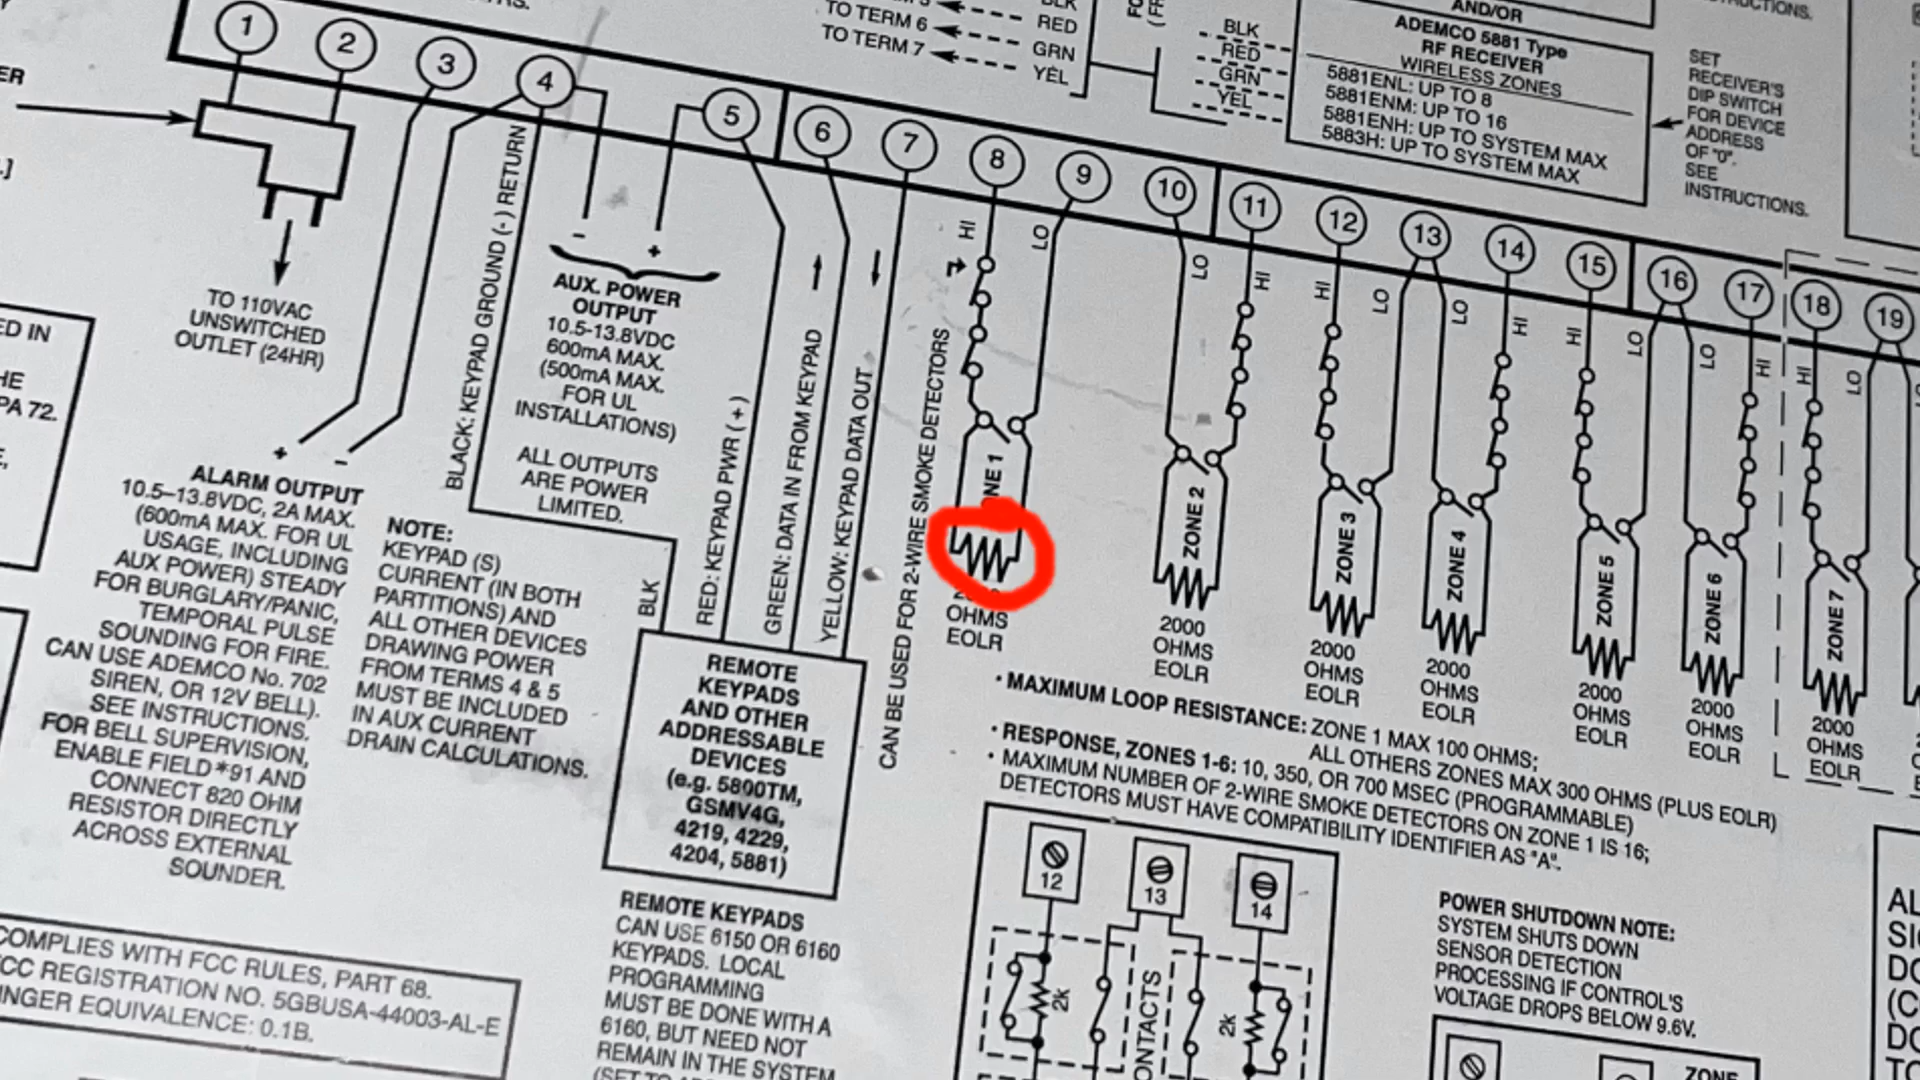 TRS.
TO TERM 6
TO TERM 7
BLK
RED
GRN
YEL
BLK
RED
GRN
YEL
AND/OR
ADEMCO 5881 Type
RF RECEIVER
WIRELESS ZONES
5881ENL: UP TO 8
5881ENM: UP TO 16
5881ENH: UP TO SYSTEM MAX
5883H: UP TO SYSTEM MAX
SET
RECEIVER'S
DIP SWITCH
FOR DEVICE
ADDRESS
OF "0".
SEE
INSTRUCTIONS.
1 2 3 4 5 6 7 8 9 10 11 12 13 14 15 16 17 18 19
TO 110VAC
UNSWITCHED
OUTLET (24HR)
ED IN
PA 72.
+ –
ALARM OUTPUT
10.5–13.8VDC, 2A MAX.
(600mA MAX. FOR UL
USAGE, INCLUDING
AUX POWER) STEADY
FOR BURGLARY/PANIC,
TEMPORAL PULSE
SOUNDING FOR FIRE.
CAN USE ADEMCO No. 702
SIREN, OR 12V BELL).
SEE INSTRUCTIONS.
FOR BELL SUPERVISION,
ENABLE FIELD *91 AND
CONNECT 820 OHM
RESISTOR DIRECTLY
ACROSS EXTERNAL
SOUNDER.
BLACK: KEYPAD GROUND (-) RETURN
– +
AUX. POWER
OUTPUT
10.5-13.8VDC
600mA MAX.
(500mA MAX.
FOR UL
INSTALLATIONS)
ALL OUTPUTS
ARE POWER
LIMITED.
NOTE:
KEYPAD (S)
CURRENT (IN BOTH
PARTITIONS) AND
ALL OTHER DEVICES
DRAWING POWER
FROM TERMS 4 & 5
MUST BE INCLUDED
IN AUX CURRENT
DRAIN CALCULATIONS.
BLK
RED: KEYPAD PWR (+)
GREEN: DATA IN FROM KEYPAD
YELLOW: KEYPAD DATA OUT
CAN BE USED FOR 2-WIRE SMOKE DETECTORS
REMOTE
KEYPADS
AND OTHER
ADDRESSABLE
DEVICES
(e.g. 5800TM,
GSMV4G,
4219, 4229,
4204, 5881)
REMOTE KEYPADS
CAN USE 6150 OR 6160
KEYPADS. LOCAL
PROGRAMMING
MUST BE DONE WITH A
6160, BUT NEED NOT
REMAIN IN THE SYSTEM
HI LO LO HI HI LO LO HI HI LO LO HI HI LO
OHMS
EOLR
ZONE 2
2000
OHMS
EOLR
ZONE 3
2000
OHMS
EOLR
ZONE 4
2000
OHMS
EOLR
ZONE 5
2000
OHMS
EOLR
ZONE 6
2000
OHMS
EOLR
ZONE 7
2000
OHMS
EOLR
• MAXIMUM LOOP RESISTANCE: ZONE 1 MAX 100 OHMS;
ALL OTHERS ZONES MAX 300 OHMS (PLUS EOLR)
• RESPONSE, ZONES 1-6: 10, 350, OR 700 MSEC (PROGRAMMABLE)
• MAXIMUM NUMBER OF 2-WIRE SMOKE DETECTORS ON ZONE 1 IS 16;
DETECTORS MUST HAVE COMPATIBILITY IDENTIFIER AS "A".
12 13 14
2k
2k
POWER SHUTDOWN NOTE:
SYSTEM SHUTS DOWN
SENSOR DETECTION
PROCESSING IF CONTROL'S
VOLTAGE DROPS BELOW 9.6V.
ZONE
COMPLIES WITH FCC RULES, PART 68.
FCC REGISTRATION NO. 5GBUSA-44003-AL-E
RINGER EQUIVALENCE: 0.1B.